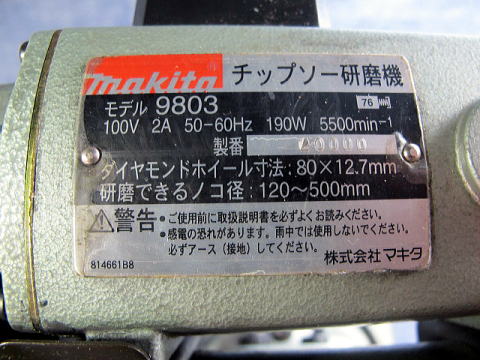 makita チップソー研磨機
モデル 9803 76
100V 2A 50-60Hz 190W 5500min-1
製番
ダイヤモンドホイール寸法:80×12.7mm
研磨できるノコ径:120〜500mm
警告 ●ご使用前に取扱説明書を必ずよくお読みください。
●感電の恐れがあります。雨中では使用しないでください。
必ずアース(接地)してください。
814661B8 株式会社マキタ